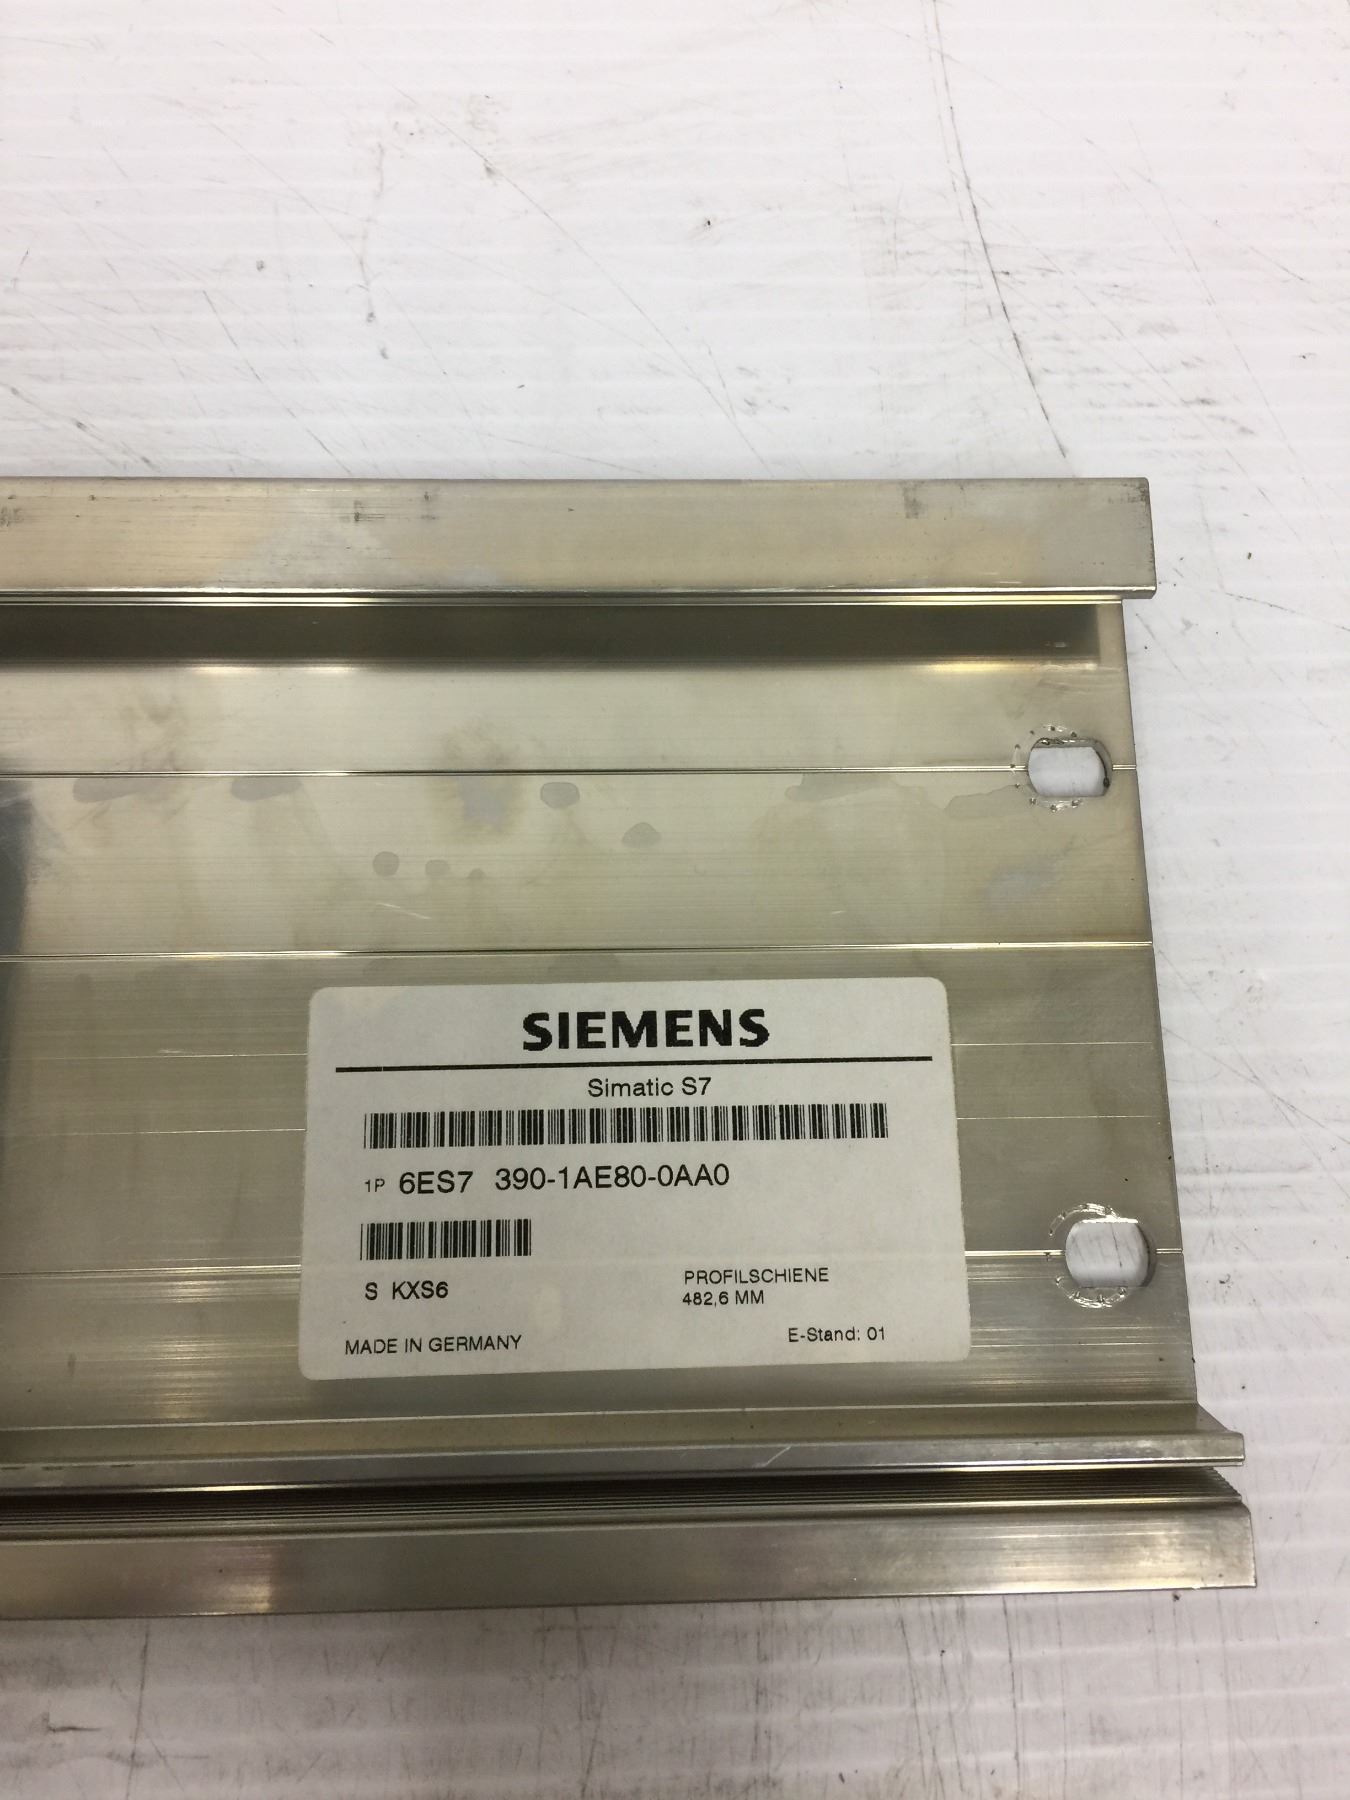 SIEMENS
Simatic S7
1P 6ES7 390-1AE80-0AA0
S KXS6
PROFILSCHIENE
482,6 MM
MADE IN GERMANY
E-Stand: 01